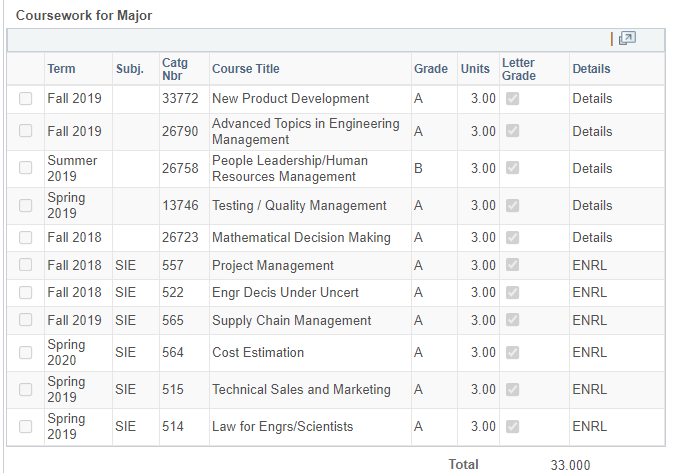 Coursework for Major
Term Subj. Catg Nbr Course Title Grade Units Letter Grade Details
Fall 2019 33772 New Product Development A 3.00 Details
Fall 2019 26790 Advanced Topics in Engineering Management A 3.00 Details
Summer 2019 26758 People Leadership/Human Resources Management B 3.00 Details
Spring 2019 13746 Testing / Quality Management A 3.00 Details
Fall 2018 26723 Mathematical Decision Making A 3.00 Details
Fall 2018 SIE 557 Project Management A 3.00 ENRL
Fall 2018 SIE 522 Engr Decis Under Uncert A 3.00 ENRL
Fall 2019 SIE 565 Supply Chain Management A 3.00 ENRL
Spring 2020 SIE 564 Cost Estimation A 3.00 ENRL
Spring 2019 SIE 515 Technical Sales and Marketing A 3.00 ENRL
Spring 2019 SIE 514 Law for Engrs/Scientists A 3.00 ENRL
Total 33.000